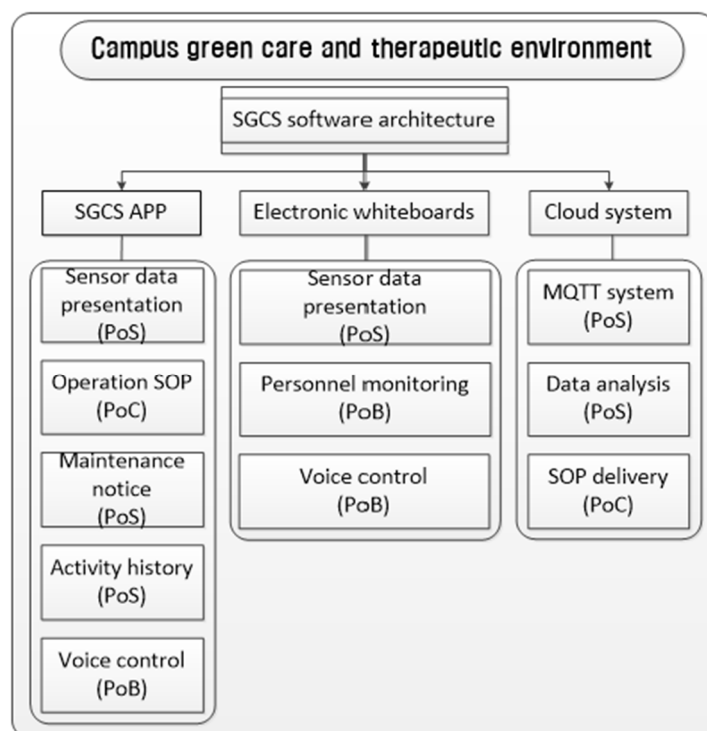 Campus green care and therapeutic environment
SGCS software architecture
SGCS APP
Sensor data
presentation
(PoS)
Operation SOP
(PoC)
Maintenance
notice
(PoS)
Activity history
(PoS)
Voice control
(PoB)
Electronic whiteboards
Sensor data
presentation
(PoS)
Personnel monitoring
(PoB)
Voice control
(PoB)
Cloud system
MQTT system
(PoS)
Data analysis
(PoS)
SOP delivery
(PoC)